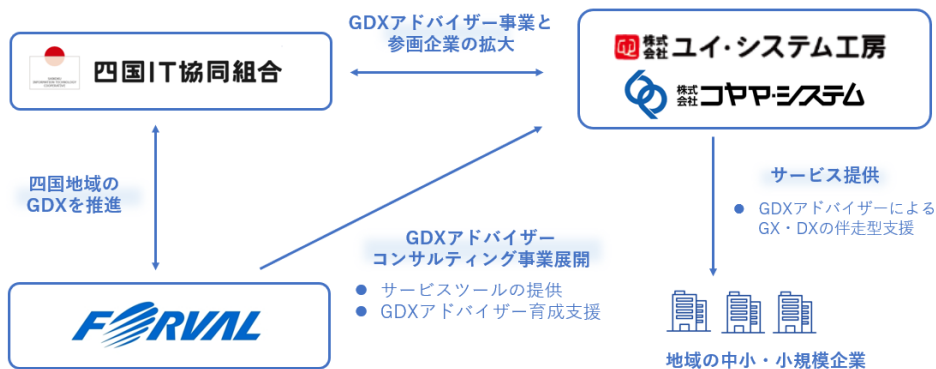 GDXアドバイザー事業と
参画企業の拡大
四国IT協同組合
株式
会社
ユイ・システム工房
株式
会社
コヤマ・システム
四国地域の
GDXを推進
サービス提供
● GDXアドバイザーによる
GX・DXの伴走型支援
GDXアドバイザー
コンサルティング事業展開
● サービスツールの提供
● GDXアドバイザー育成支援
FORVAL
地域の中小・小規模企業